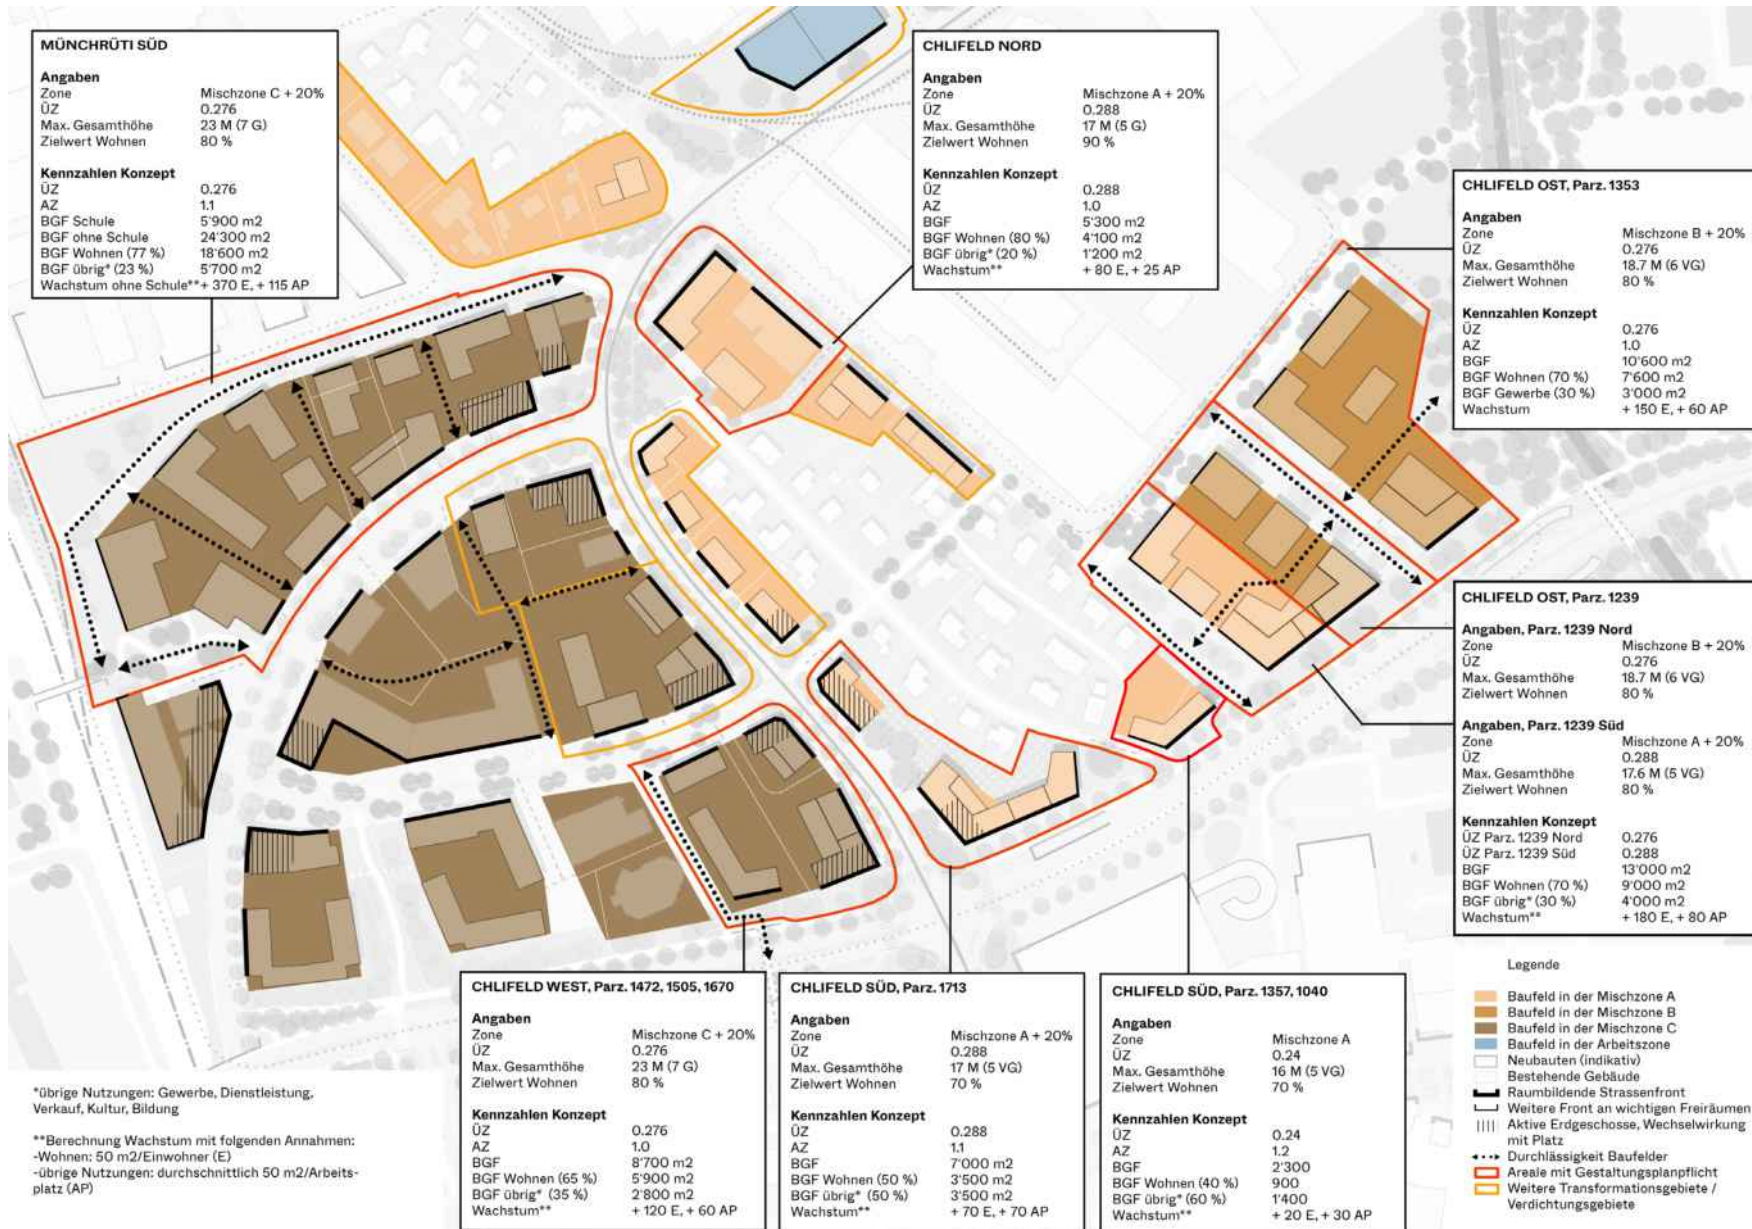 MÜNCHRÜTI SÜD
Angaben
Zone Mischzone C + 20%
ÜZ 0.276
Max. Gesamthöhe 23 M (7 G)
Zielwert Wohnen 80 %
Kennzahlen Konzept
ÜZ 0.276
AZ 1.1
BGF Schule 5'900 m2
BGF ohne Schule 24'300 m2
BGF Wohnen (77 %) 18'600 m2
BGF übrig* (23 %) 5'700 m2
Wachstum ohne Schule** + 370 E, + 115 AP
CHLIFELD NORD
Angaben
Zone Mischzone A + 20%
ÜZ 0.288
Max. Gesamthöhe 17 M (5 G)
Zielwert Wohnen 90 %
Kennzahlen Konzept
ÜZ 0.288
AZ 1.0
BGF 5'300 m2
BGF Wohnen (80 %) 4'100 m2
BGF übrig* (20 %) 1'200 m2
Wachstum** + 80 E, + 25 AP
CHLIFELD OST, Parz. 1353
Angaben
Zone Mischzone B + 20%
ÜZ 0.276
Max. Gesamthöhe 18.7 M (6 VG)
Zielwert Wohnen 80 %
Kennzahlen Konzept
ÜZ 0.276
AZ 1.0
BGF 10'600 m2
BGF Wohnen (70 %) 7'600 m2
BGF Gewerbe (30 %) 3'000 m2
Wachstum + 150 E, + 60 AP
CHLIFELD OST, Parz. 1239
Angaben, Parz. 1239 Nord
Zone Mischzone B + 20%
ÜZ 0.276
Max. Gesamthöhe 18.7 M (6 VG)
Zielwert Wohnen 80 %
Angaben, Parz. 1239 Süd
Zone Mischzone A + 20%
ÜZ 0.288
Max. Gesamthöhe 17.6 M (5 VG)
Zielwert Wohnen 80 %
Kennzahlen Konzept
ÜZ Parz. 1239 Nord 0.276
ÜZ Parz. 1239 Süd 0.288
BGF 13'000 m2
BGF Wohnen (70 %) 9'000 m2
BGF übrig* (30 %) 4'000 m2
Wachstum** + 180 E, + 80 AP
CHLIFELD WEST, Parz. 1472, 1505, 1670
Angaben
Zone Mischzone C + 20%
ÜZ 0.276
Max. Gesamthöhe 23 M (7 G)
Zielwert Wohnen 80 %
Kennzahlen Konzept
ÜZ 0.276
AZ 1.0
BGF 8'700 m2
BGF Wohnen (65 %) 5'900 m2
BGF übrig* (35 %) 2'800 m2
Wachstum** + 120 E, + 60 AP
CHLIFELD SÜD, Parz. 1713
Angaben
Zone Mischzone A + 20%
ÜZ 0.288
Max. Gesamthöhe 17 M (5 VG)
Zielwert Wohnen 70 %
Kennzahlen Konzept
ÜZ 0.288
AZ 1.1
BGF 7'000 m2
BGF Wohnen (50 %) 3'500 m2
BGF übrig* (50 %) 3'500 m2
Wachstum** + 70 E, + 70 AP
CHLIFELD SÜD, Parz. 1357, 1040
Angaben
Zone Mischzone A
ÜZ 0.24
Max. Gesamthöhe 16 M (5 VG)
Zielwert Wohnen 70 %
Kennzahlen Konzept
ÜZ 0.24
AZ 1.2
BGF 2'300
BGF Wohnen (40 %) 900
BGF übrig* (60 %) 1'400
Wachstum** + 20 E, + 30 AP
Legende
Baufeld in der Mischzone A
Baufeld in der Mischzone B
Baufeld in der Mischzone C
Baufeld in der Arbeitszone
Neubauten (indikativ)
Bestehende Gebäude
Raumbildende Strassenfront
Weitere Front an wichtigen Freiräumen
Aktive Erdgeschosse, Wechselwirkung
mit Platz
Durchlässigkeit Baufelder
Areale mit Gestaltungsplanpflicht
Weitere Transformationsgebiete /
Verdichtungsgebiete
*übrige Nutzungen: Gewerbe, Dienstleistung,
Verkauf, Kultur, Bildung
**Berechnung Wachstum mit folgenden Annahmen:
-Wohnen: 50 m2/Einwohner (E)
-übrige Nutzungen: durchschnittlich 50 m2/Arbeits-
platz (AP)